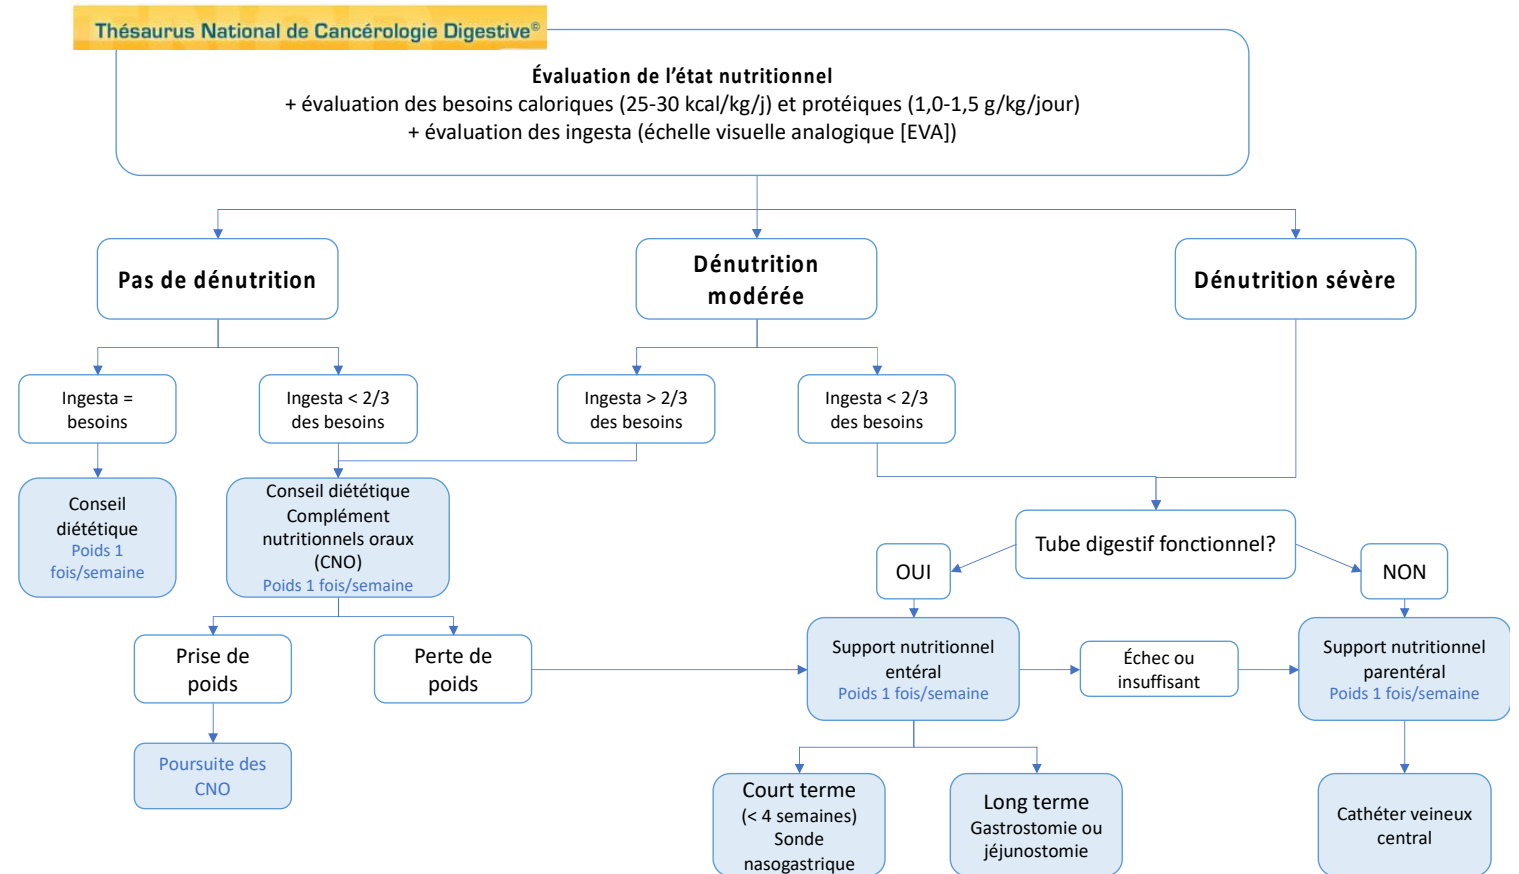 Thésaurus National de Cancérologie Digestive©
Évaluation de l'état nutritionnel
+ évaluation des besoins caloriques (25-30 kcal/kg/j) et protéiques (1,0-1,5 g/kg/jour)
+ évaluation des ingesta (échelle visuelle analogique [EVA])
Pas de dénutrition
Dénutrition
modérée
Dénutrition sévère
Ingesta =
besoins
Ingesta < 2/3
des besoins
Ingesta > 2/3
des besoins
Ingesta < 2/3
des besoins
Conseil
diététique
Poids 1
fois/semaine
Conseil diététique
Complément
nutritionnels oraux
(CNO)
Poids 1 fois/semaine
Tube digestif fonctionnel?
OUI
NON
Prise de
poids
Perte de
poids
Support nutritionnel
entéral
Poids 1 fois/semaine
Échec ou
insuffisant
Support nutritionnel
parentéral
Poids 1 fois/semaine
Poursuite des
CNO
Court terme
(< 4 semaines)
Sonde
nasogastrique
Long terme
Gastrostomie ou
jéjunostomie
Cathéter veineux
central